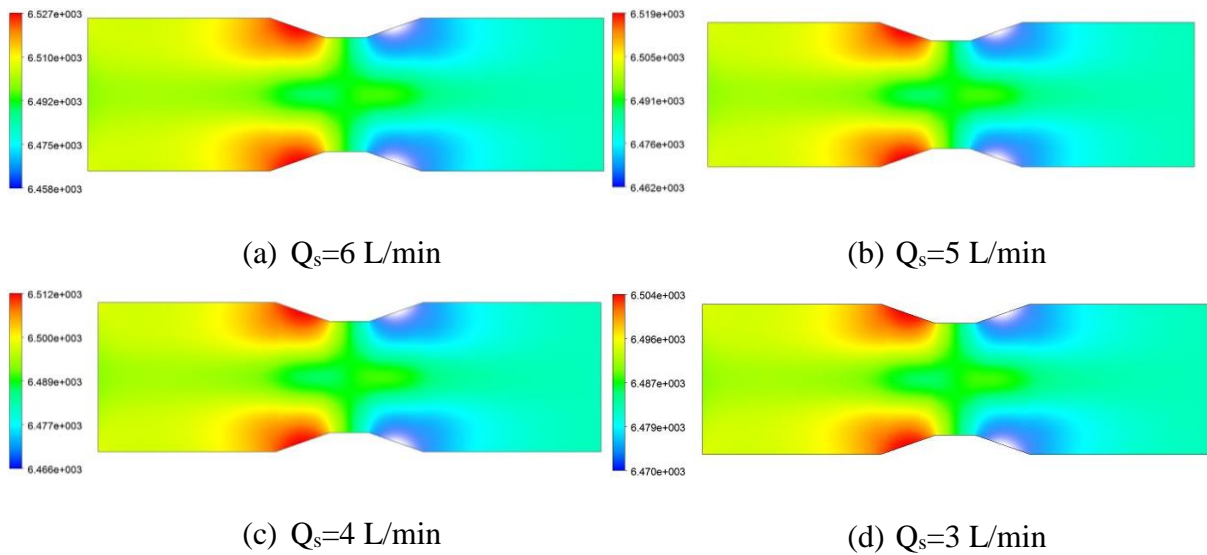 6.527e+003
6.510e+003
6.492e+003
6.475e+003
6.458e+003
6.519e+003
6.505e+003
6.491e+003
6.476e+003
6.462e+003
(a) Qs=6 L/min
(b) Qs=5 L/min
6.512e+003
6.500e+003
6.489e+003
6.477e+003
6.466e+003
6.504e+003
6.496e+003
6.487e+003
6.479e+003
6.470e+003
(c) Qs=4 L/min
(d) Qs=3 L/min